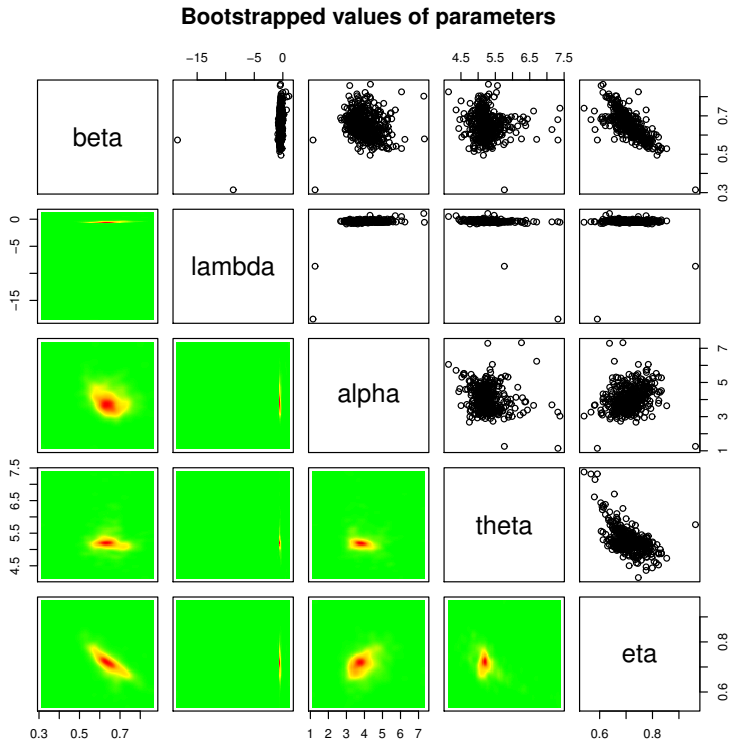 Bootstrapped values of parameters
−15 −5 0
4.5 5.5 6.5 7.5
beta
0.3 0.5 0.7
0 −5 −15
lambda
alpha
1 3 4 5 7
4.5 5.5 6.5 7.5
theta
eta
0.6 0.8
0.3 0.5 0.7
1 2 3 4 5 6 7
0.6 0.8